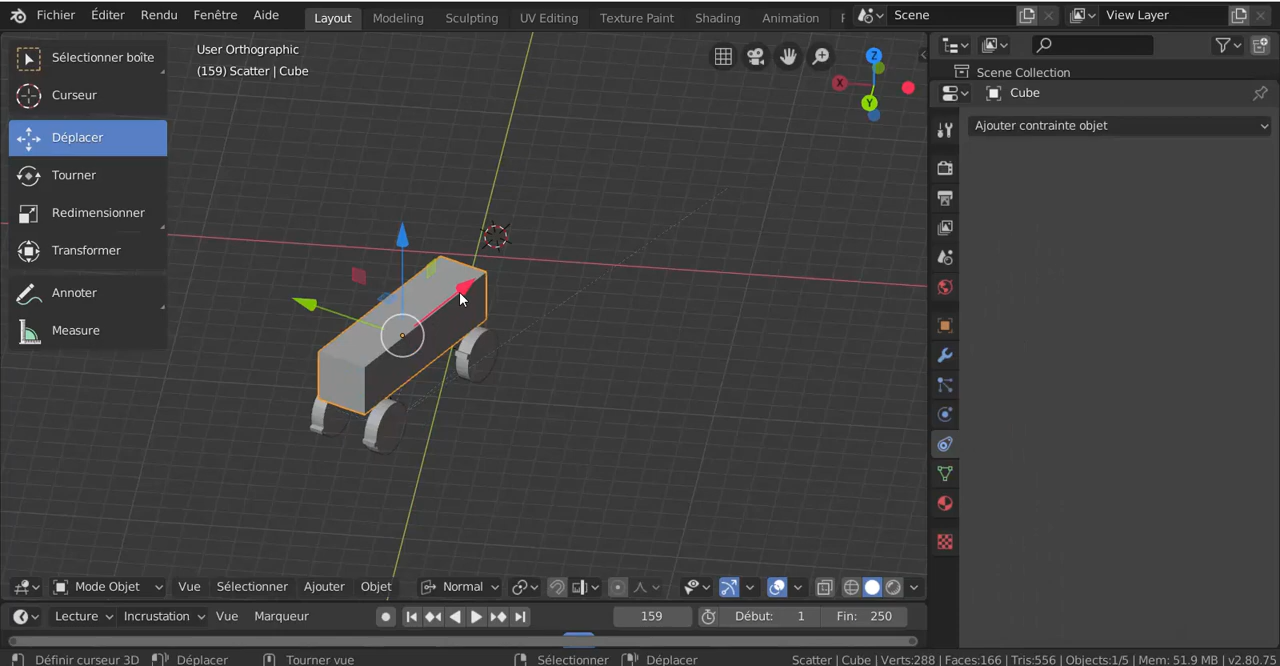 Fichier Éditer Rendu Fenêtre Aide Layout Modeling Sculpting UV Editing Texture Paint Shading Animation Scene View Layer
Sélectionner boîte
Curseur
Déplacer
Tourner
Redimensionner
Transformer
Annoter
Measure
User Orthographic
(159) Scatter | Cube
Z
X
Y
Scene Collection
Cube
Ajouter contrainte objet
Mode Objet Vue Sélectionner Ajouter Objet Normal
Lecture Incrustation Vue Marqueur 159 Début: 1 Fin: 250
Définir curseur 3D Déplacer Tourner vue Sélectionner Déplacer Scatter | Cube | Verts:288 | Faces:166 | Tris:556 | Objects:1/5 | Mem: 51.9 MB | v2.80.75